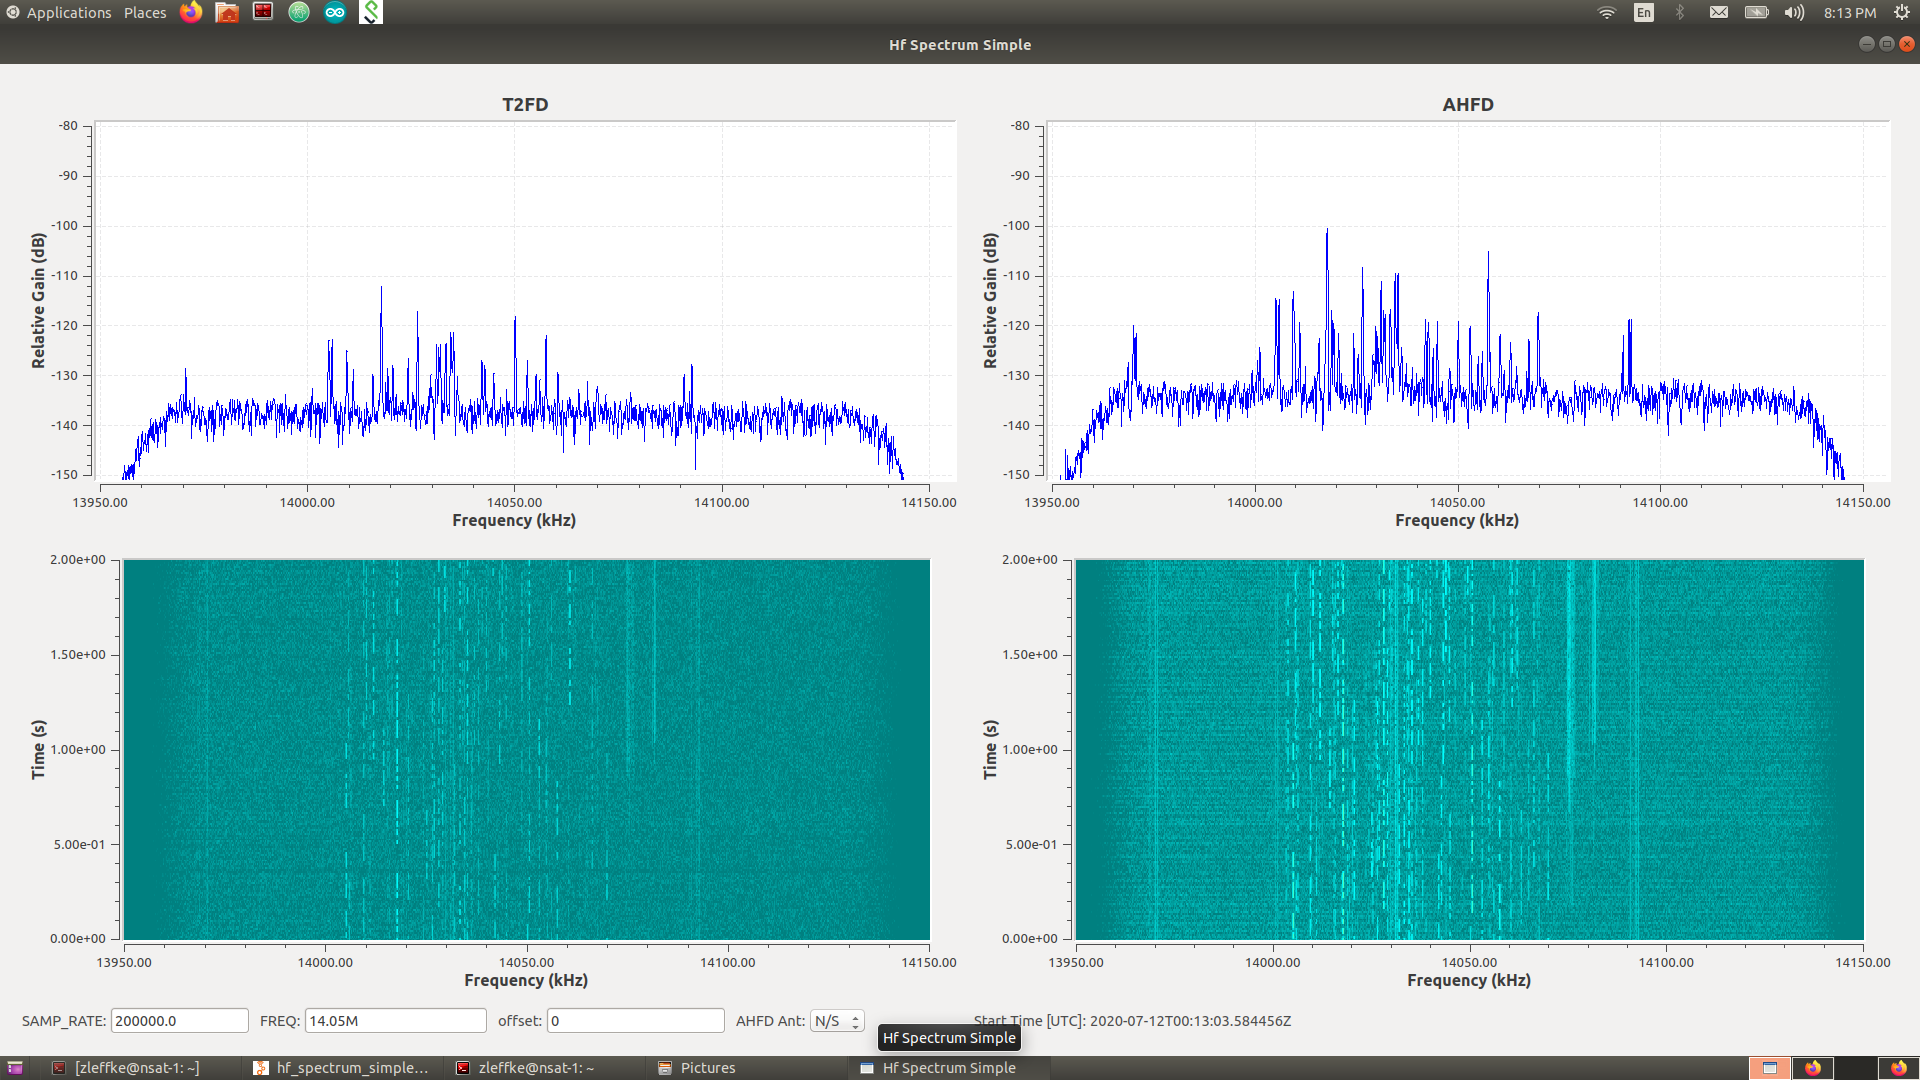 Applications Places En 8:13 PM
Hf Spectrum Simple
T2FD
AHFD
-80
-90
-100
-110
-120
-130
-140
-150
Relative Gain (dB)
13950.00 14000.00 14050.00 14100.00 14150.00
Frequency (kHz)
-80
-90
-100
-110
-120
-130
-140
-150
Relative Gain (dB)
13950.00 14000.00 14050.00 14100.00 14150.00
Frequency (kHz)
2.00e+00
1.50e+00
1.00e+00
5.00e-01
0.00e+00
Time (s)
13950.00 14000.00 14050.00 14100.00 14150.00
Frequency (kHz)
2.00e+00
1.50e+00
1.00e+00
5.00e-01
0.00e+00
Time (s)
13950.00 14000.00 14050.00 14100.00 14150.00
Frequency (kHz)
SAMP_RATE: 200000.0 FREQ: 14.05M offset: 0 AHFD Ant: N/S Start Time [UTC]: 2020-07-12T00:13:03.584456Z
Hf Spectrum Simple
[zleffke@nsat-1: ~] hf_spectrum_simple... zleffke@nsat-1: ~ Pictures Hf Spectrum Simple